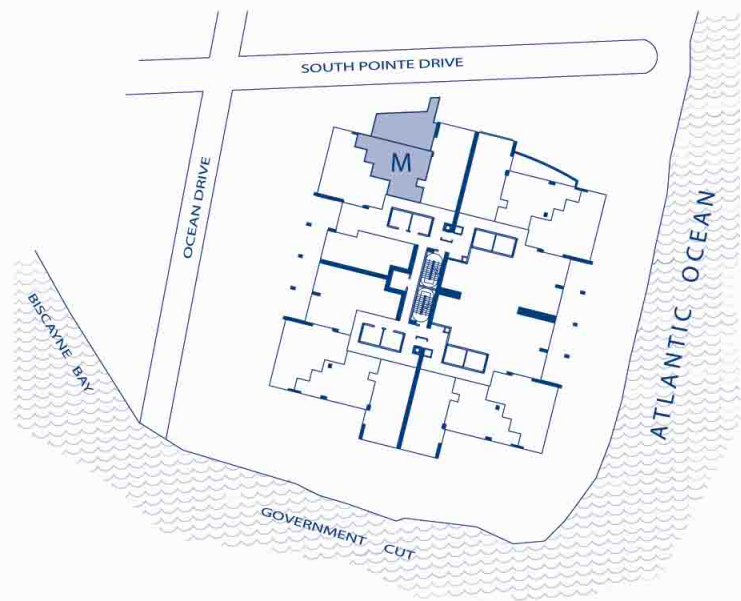 SOUTH POINTE DRIVE
M
OCEAN DRIVE
ATLANTIC OCEAN
BISCAYNE BAY
GOVERNMENT CUT